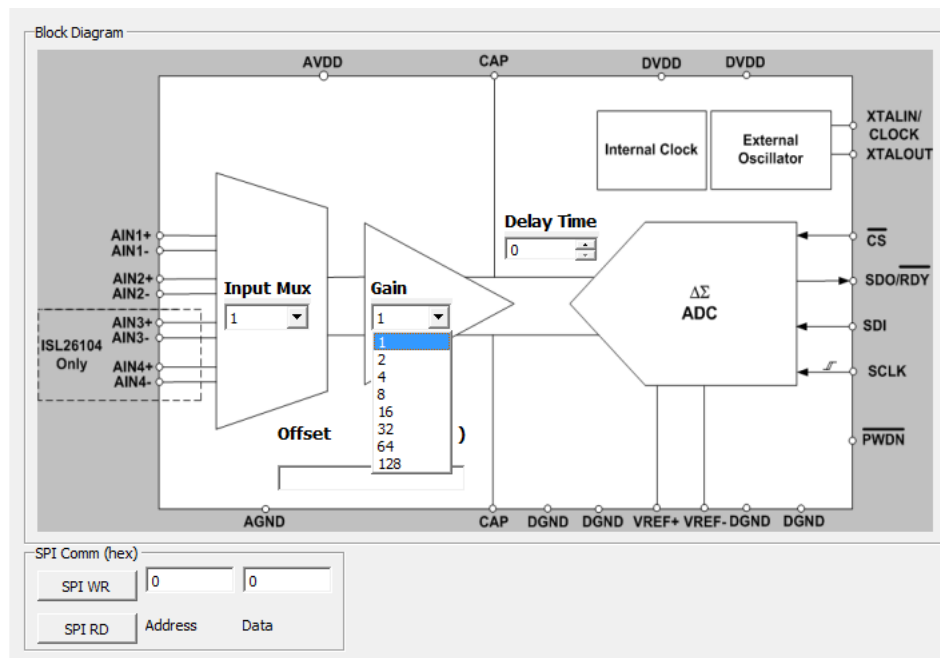 Block Diagram
AVDD
CAP
DVDD
DVDD
XTALIN/
CLOCK
XTALOUT
Internal Clock
External
Oscillator
Delay Time
0
AIN1+
AIN1-
AIN2+
AIN2-
AIN3+
AIN3-
AIN4+
AIN4-
ISL26104
Only
Input Mux
1
Gain
1
1
2
4
8
16
32
64
128
ΔΣ
ADC
CS
SDO/RDY
SDI
SCLK
PWDN
Offset )
AGND
CAP
DGND
DGND
VREF+
VREF-
DGND
DGND
SPI Comm (hex)
SPI WR
0
0
SPI RD
Address
Data